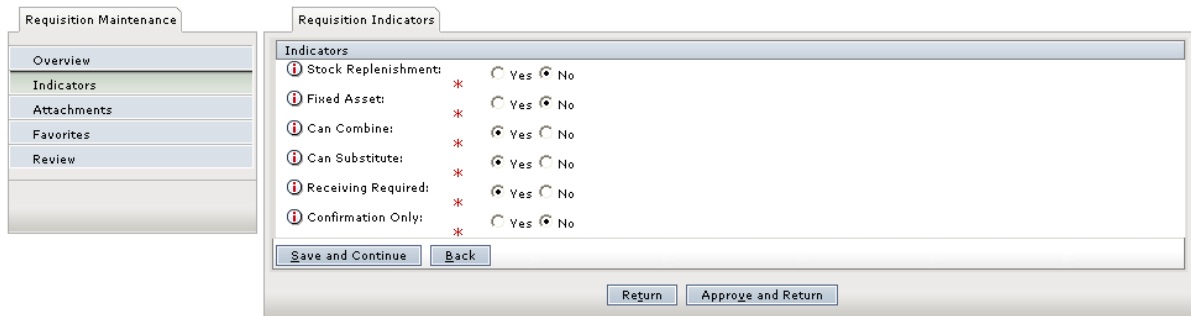 Requisition Maintenance
Overview
Indicators
Attachments
Favorites
Review
Requisition Indicators
Indicators
Stock Replenishment: * Yes No
Fixed Asset: * Yes No
Can Combine: * Yes No
Can Substitute: * Yes No
Receiving Required: * Yes No
Confirmation Only: * Yes No
Save and Continue Back
Return Approve and Return